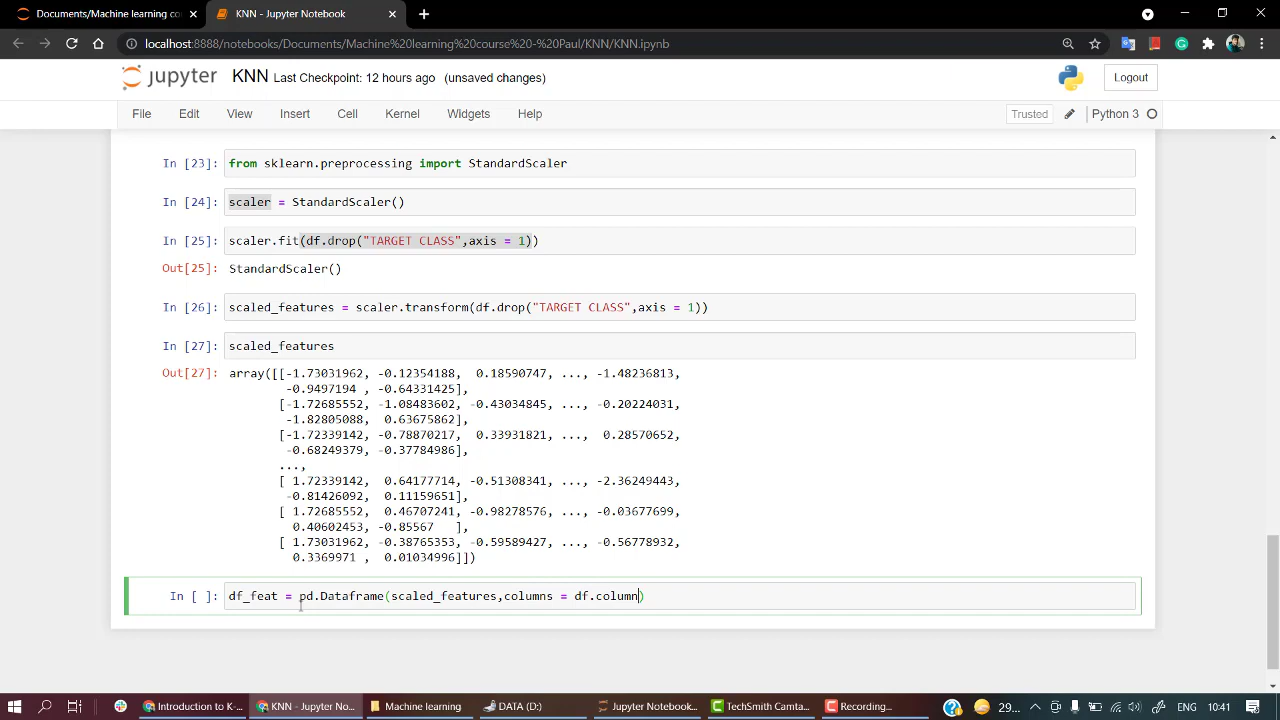 Documents/Machine learning co
KNN - Jupyter Notebook
localhost:8888/notebooks/Documents/Machine%20learning%20course%20-%20Paul/KNN/KNN.ipynb
jupyter KNN Last Checkpoint: 12 hours ago (unsaved changes)
Logout
File Edit View Insert Cell Kernel Widgets Help
Trusted
Python 3
In [23]: from sklearn.preprocessing import StandardScaler
In [24]: scaler = StandardScaler()
In [25]: scaler.fit(df.drop("TARGET CLASS",axis = 1))
Out[25]: StandardScaler()
In [26]: scaled_features = scaler.transform(df.drop("TARGET CLASS",axis = 1))
In [27]: scaled_features
Out[27]: array([[-1.73031962, -0.12354188, 0.18590747, ..., -1.48236813,
-0.9497194 , -0.64331425],
[-1.72685552, -1.08483602, -0.43034845, ..., -0.20224031,
-1.82805088, 0.63675862],
[-1.72339142, -0.78870217, 0.33931821, ..., 0.28570652,
-0.68249379, -0.37784986],
...,
[ 1.72339142, 0.64177714, -0.51308341, ..., -2.36249443,
-0.81426092, 0.11159651],
[ 1.72685552, 0.46707241, -0.98278576, ..., -0.03677699,
0.40602453, -0.85567 ],
[ 1.73031962, -0.38765353, -0.59589427, ..., -0.56778932,
0.3369971 , 0.01034996]])
In [ ]: df_feat = pd.Dataframe(scaled_features,columns = df.column)
Introduction to K-...
KNN - Jupyter No...
Machine learning
DATA (D:)
Jupyter Notebook...
TechSmith Camta...
Recording...
29...
ENG
10:41